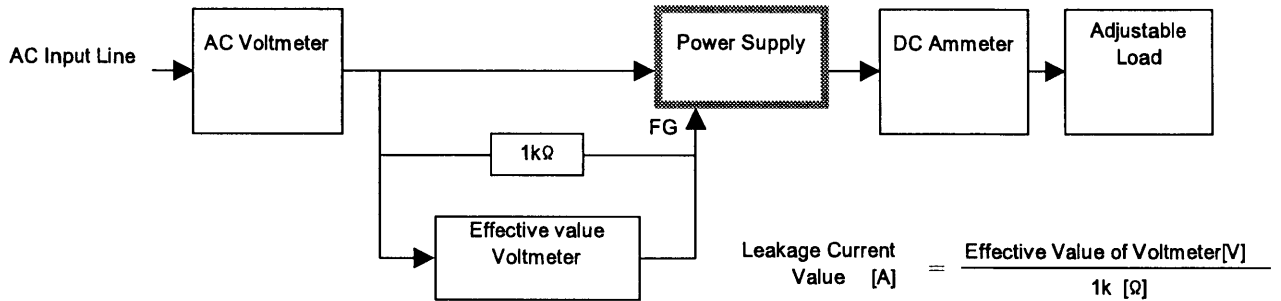 AC Input Line
AC Voltmeter
Power Supply
DC Ammeter
Adjustable
Load
FG
1kΩ
Effective value
Voltmeter
Leakage Current
Value [A]
=
Effective Value of Voltmeter[V]
1k [Ω]